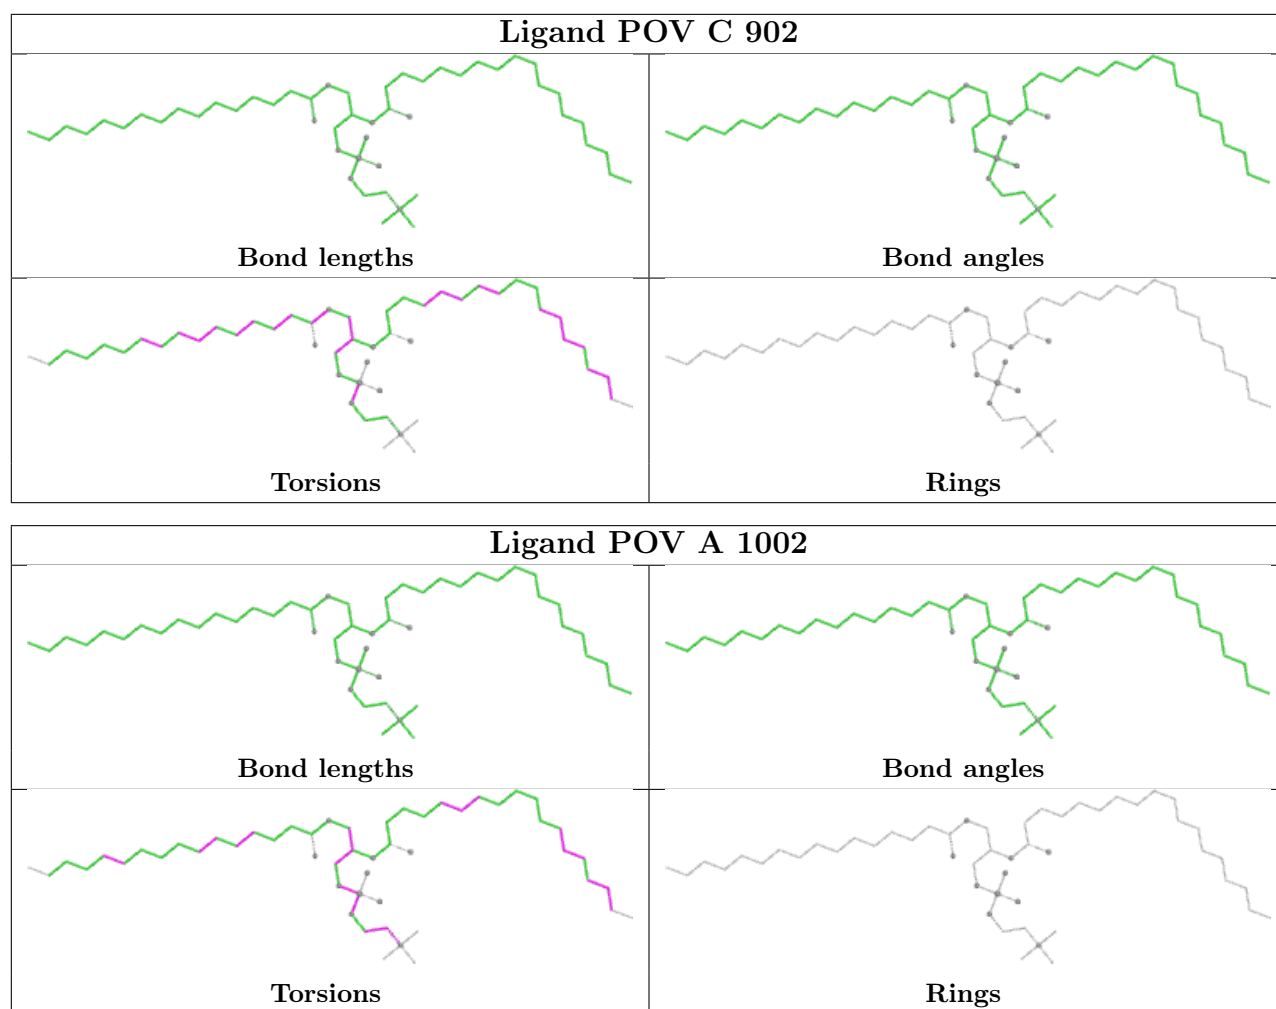 Ligand POV C 902
Bond lengths
Bond angles
Torsions
Rings
Ligand POV A 1002
Bond lengths
Bond angles
Torsions
Rings